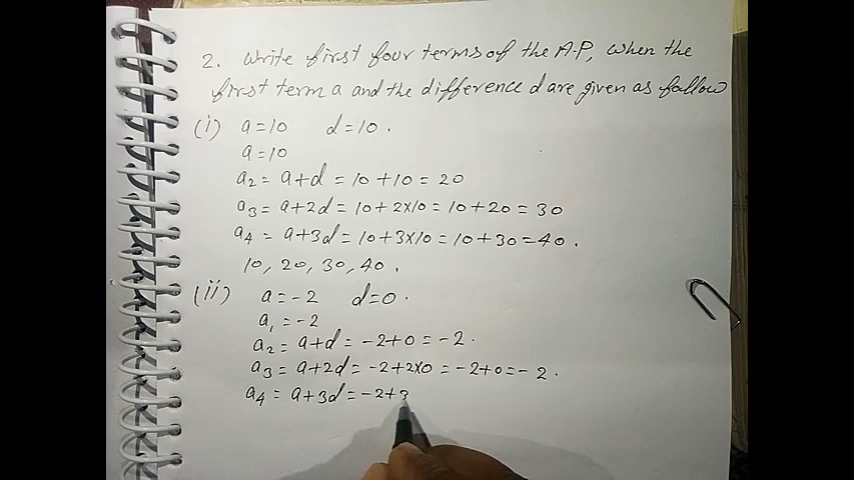 2. Write first four terms of the A.P, when the
first term a and the difference d are given as follow
(i) a=10 d=10.
a=10
a2 = a+d = 10+10 = 20
a3 = a+2d = 10+2×10 = 10+20 = 30
a4 = a+3d = 10+3×10 = 10+30 = 40.
10, 20, 30, 40.
(ii) a=-2 d=0.
a1 = -2
a2 = a+d = -2+0 = -2.
a3 = a+2d = -2+2×0 = -2+0 = -2.
a4 = a+3d = -2+3